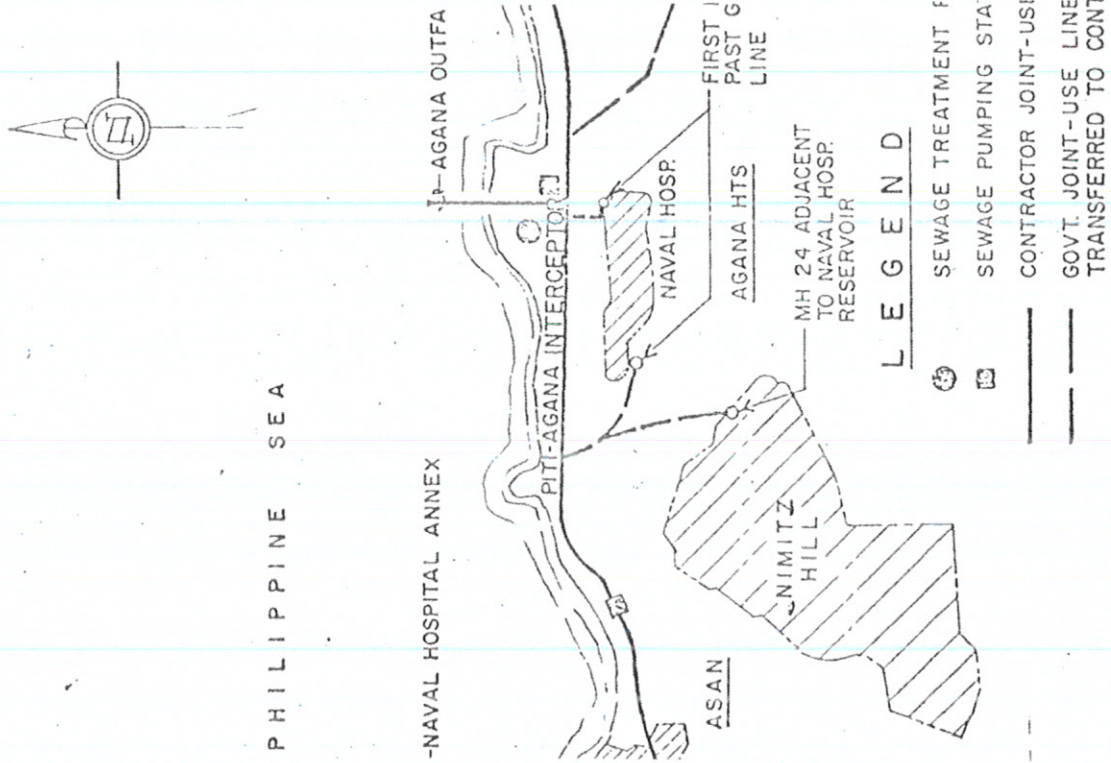 N
PHILIPPINE SEA
-NAVAL HOSPITAL ANNEX
AGANA OUTFA
PITI-AGANA INTERCEPTOR
NAVAL HOSP.
FIRST
PAST G
LINE
AGANA HTS
MH 24 ADJACENT
TO NAVAL HOSP.
RESERVOIR
NIMITZ
HILL
ASAN
LEGEND
SEWAGE TREATMENT P
SEWAGE PUMPING STAT
CONTRACTOR JOINT-USE
GOVT. JOINT-USE LINE
TRANSFERRED TO CONT